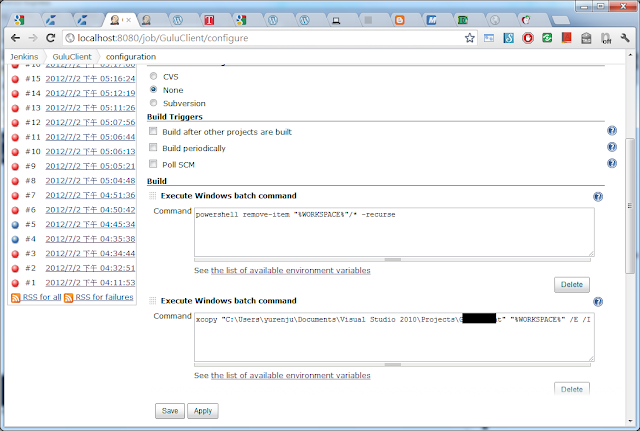 localhost:8080/job/GuluClient/configure
off
Jenkins GuluClient configuration
#15 2012/7/2 下午 05:16:24
#14 2012/7/2 下午 05:12:19
#13 2012/7/2 下午 05:11:26
#12 2012/7/2 下午 05:07:56
#11 2012/7/2 下午 05:06:44
#10 2012/7/2 下午 05:06:13
#9 2012/7/2 下午 05:05:21
#8 2012/7/2 下午 05:04:48
#7 2012/7/2 下午 04:51:36
#6 2012/7/2 下午 04:50:42
#5 2012/7/2 下午 04:45:34
#4 2012/7/2 下午 04:35:38
#3 2012/7/2 下午 04:34:44
#2 2012/7/2 下午 04:32:51
#1 2012/7/2 下午 04:11:53
RSS for all RSS for failures
CVS
None
Subversion
Build Triggers
Build after other projects are built
Build periodically
Poll SCM
Build
Execute Windows batch command
Command
powershell remove-item "%WORKSPACE%"/* -recurse
See the list of available environment variables
Delete
Execute Windows batch command
Command
xcopy "C:\Users\yurenju\Documents\Visual Studio 2010\Projects\G t" "%WORKSPACE%" /E /I
See the list of available environment variables
Delete
Save Apply